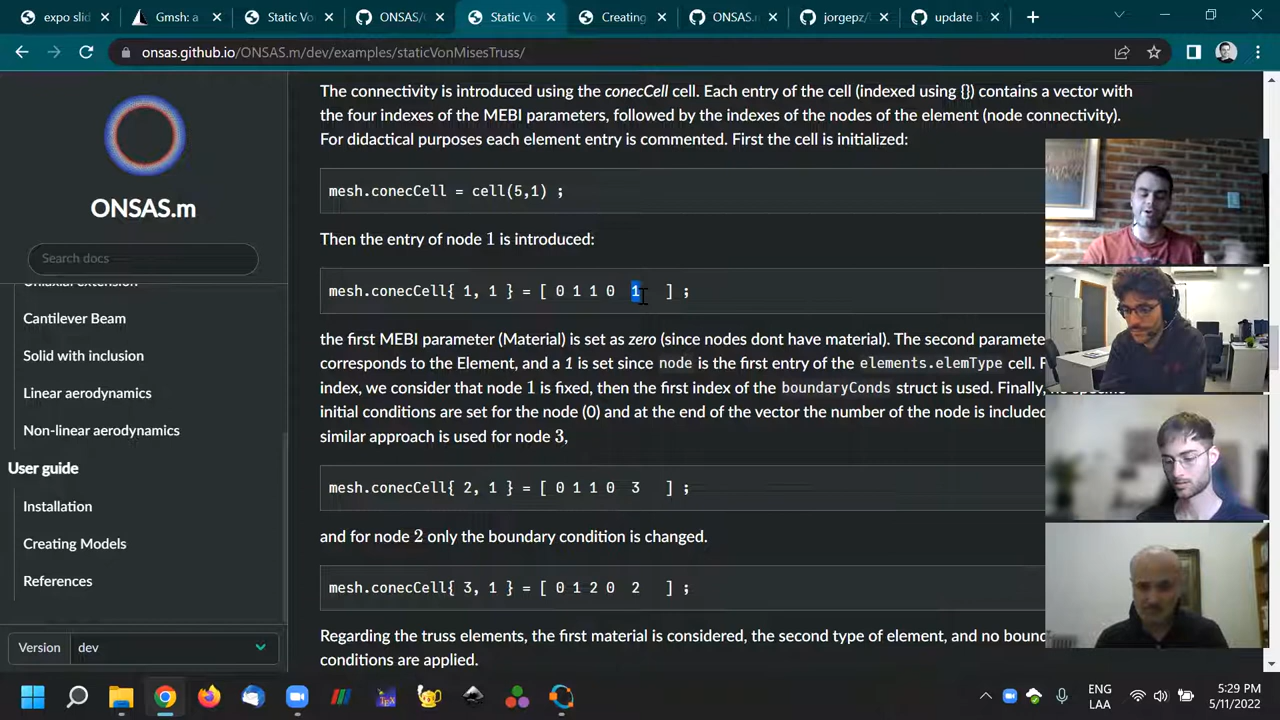 expo slid
Gmsh: a
Static Vo
ONSAS/O
Static Vo
Creating
ONSAS.m
jorgepz/
update b
onsas.github.io/ONSAS.m/dev/examples/staticVonMisesTruss/
ONSAS.m
Search docs
Uniaxial extension
Cantilever Beam
Solid with inclusion
Linear aerodynamics
Non-linear aerodynamics
User guide
Installation
Creating Models
References
Version dev
The connectivity is introduced using the conecCell cell. Each entry of the cell (indexed using {}) contains a vector with
the four indexes of the MEBI parameters, followed by the indexes of the nodes of the element (node connectivity).
For didactical purposes each element entry is commented. First the cell is initialized:
mesh.conecCell = cell(5,1) ;
Then the entry of node 1 is introduced:
mesh.conecCell{ 1, 1 } = [ 0 1 1 0 1 ] ;
the first MEBI parameter (Material) is set as zero (since nodes dont have material). The second paramete
corresponds to the Element, and a 1 is set since node is the first entry of the elements.elemType cell. F
index, we consider that node 1 is fixed, then the first index of the boundaryConds struct is used. Finally, no specific
initial conditions are set for the node (0) and at the end of the vector the number of the node is included
similar approach is used for node 3,
mesh.conecCell{ 2, 1 } = [ 0 1 1 0 3 ] ;
and for node 2 only the boundary condition is changed.
mesh.conecCell{ 3, 1 } = [ 0 1 2 0 2 ] ;
Regarding the truss elements, the first material is considered, the second type of element, and no bound
conditions are applied.
ENG
LAA
5:29 PM
5/11/2022